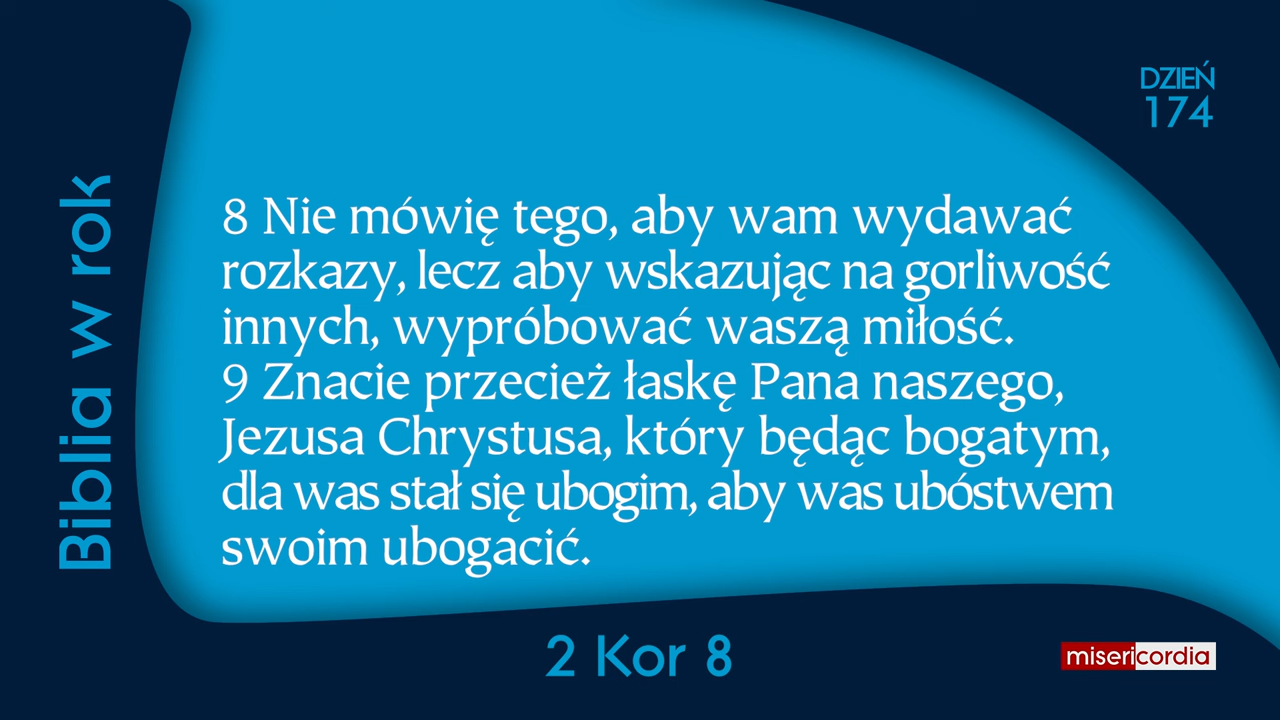 DZIEŃ
174
Biblia w rok
8 Nie mówię tego, aby wam wydawać
rozkazy, lecz aby wskazując na gorliwość
innych, wypróbować waszą miłość.
9 Znacie przecież łaskę Pana naszego,
Jezusa Chrystusa, który będąc bogatym,
dla was stał się ubogim, aby was ubóstwem
swoim ubogacić.
2 Kor 8
misericordia